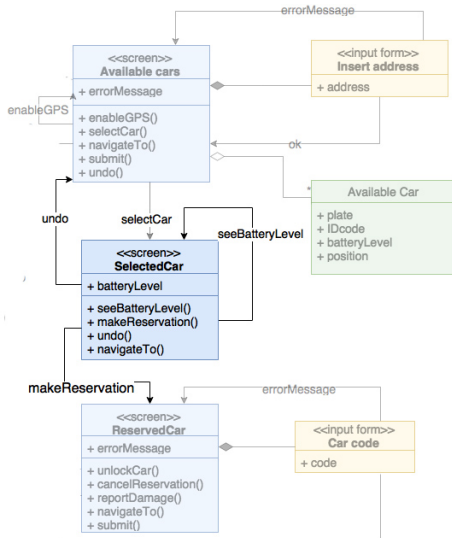 errorMessage
<<screen>>
Available cars
+ errorMessage
+ enableGPS()
+ selectCar()
+ navigateTo()
+ submit()
+ undo()
<<input form>>
Insert address
+ address
enableGPS
ok
Available Car
+ plate
+ IDcode
+ batteryLevel
+ position
*
undo
selectCar
seeBatteryLevel
<<screen>>
SelectedCar
+ batteryLevel
+ seeBatteryLevel()
+ makeReservation()
+ undo()
+ navigateTo()
makeReservation
errorMessage
<<screen>>
ReservedCar
+ errorMessage
+ unlockCar()
+ cancelReservation()
+ reportDamage()
+ navigateTo()
+ submit()
<<input form>>
Car code
+ code